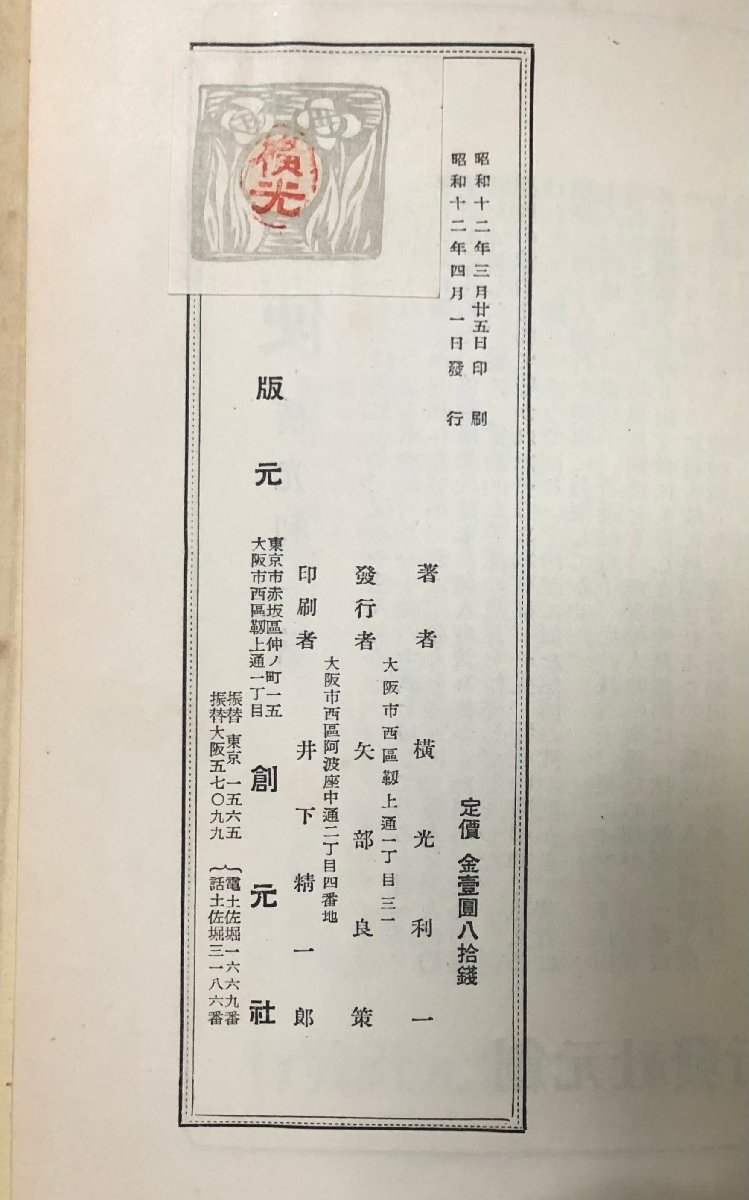 昭和十二年三月廿五日印刷
昭和十二年四月一日發行
定價 金壹圓八拾錢
著者 横光利一
大阪市西區靱上通一丁目三一
發行者 矢部良策
大阪市西區阿波座中通二丁目四番地
印刷者 井下精一郎
版元 創元社
東京市赤坂區仲ノ町一五
大阪市西區靱上通一丁目
振替 東京 一五六五
振替大阪五七〇九九
電土佐堀一六六九番
話土佐堀三一八六番
横光